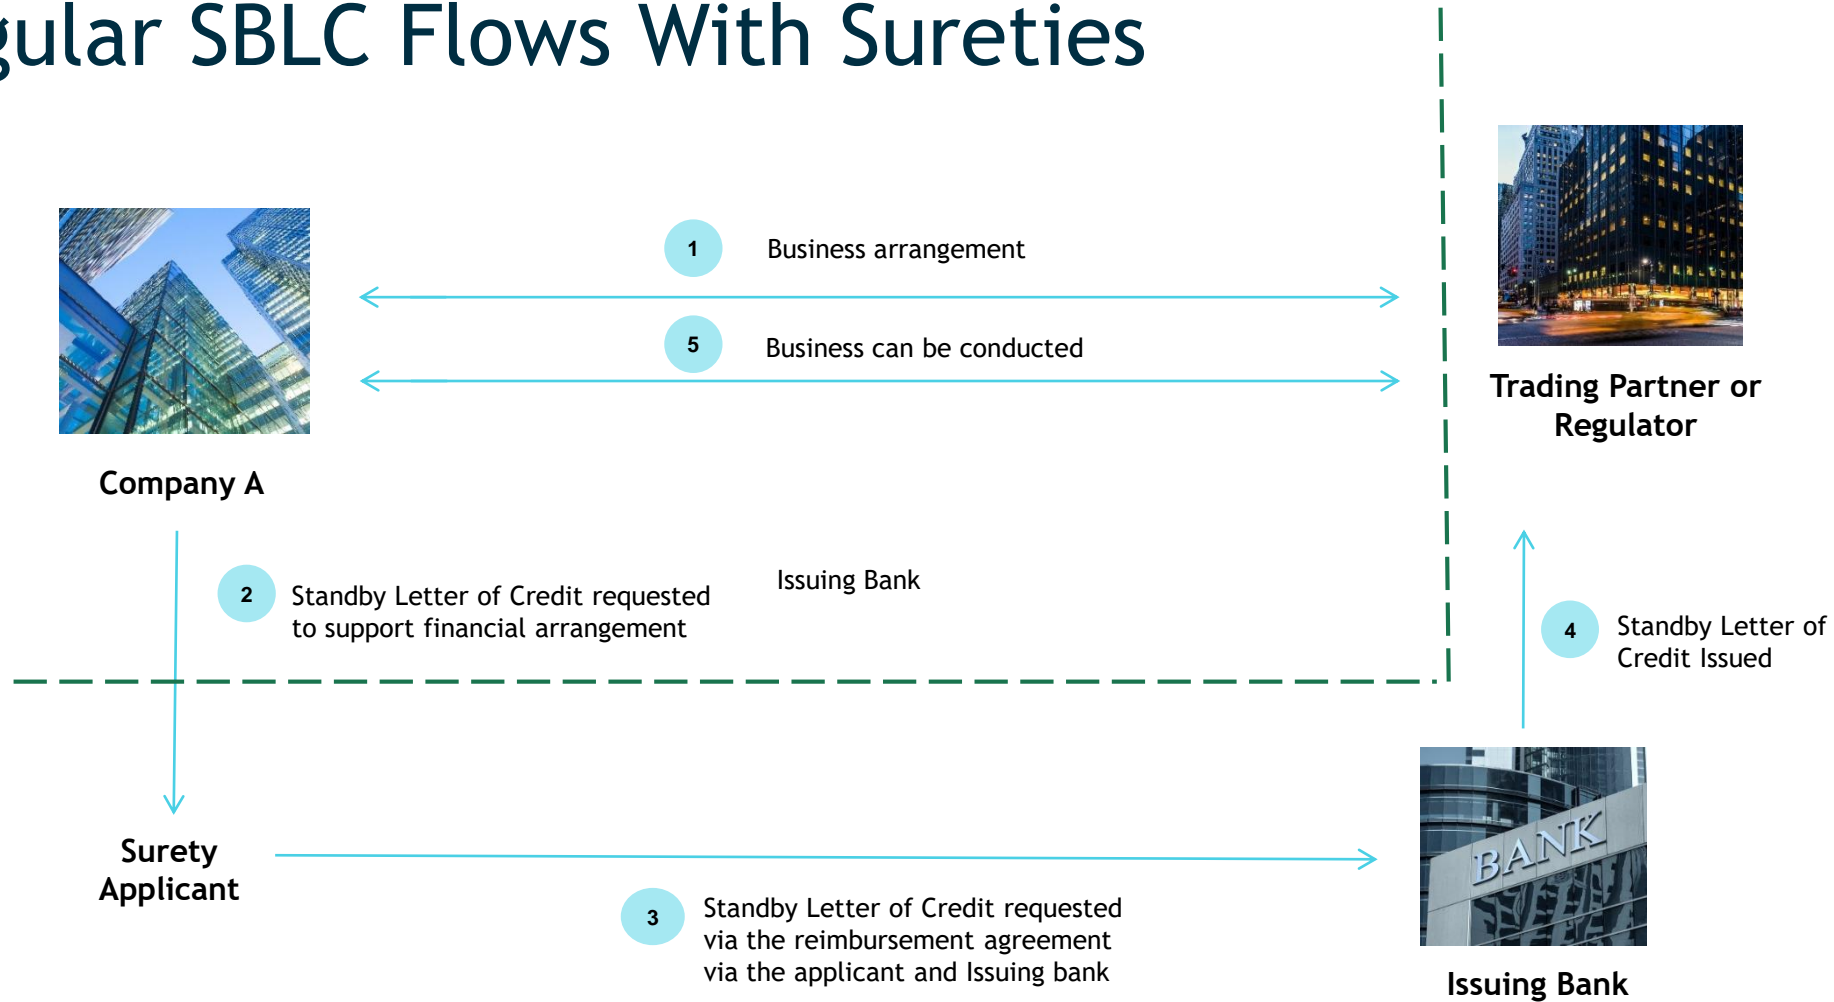 gular SBLC Flows With Sureties
1
Business arrangement
5
Business can be conducted
Trading Partner or
Regulator
Company A
2
Standby Letter of Credit requested
to support financial arrangement
Issuing Bank
4
Standby Letter of
Credit Issued
Surety
Applicant
3
Standby Letter of Credit requested
via the reimbursement agreement
via the applicant and Issuing bank
BANK
Issuing Bank